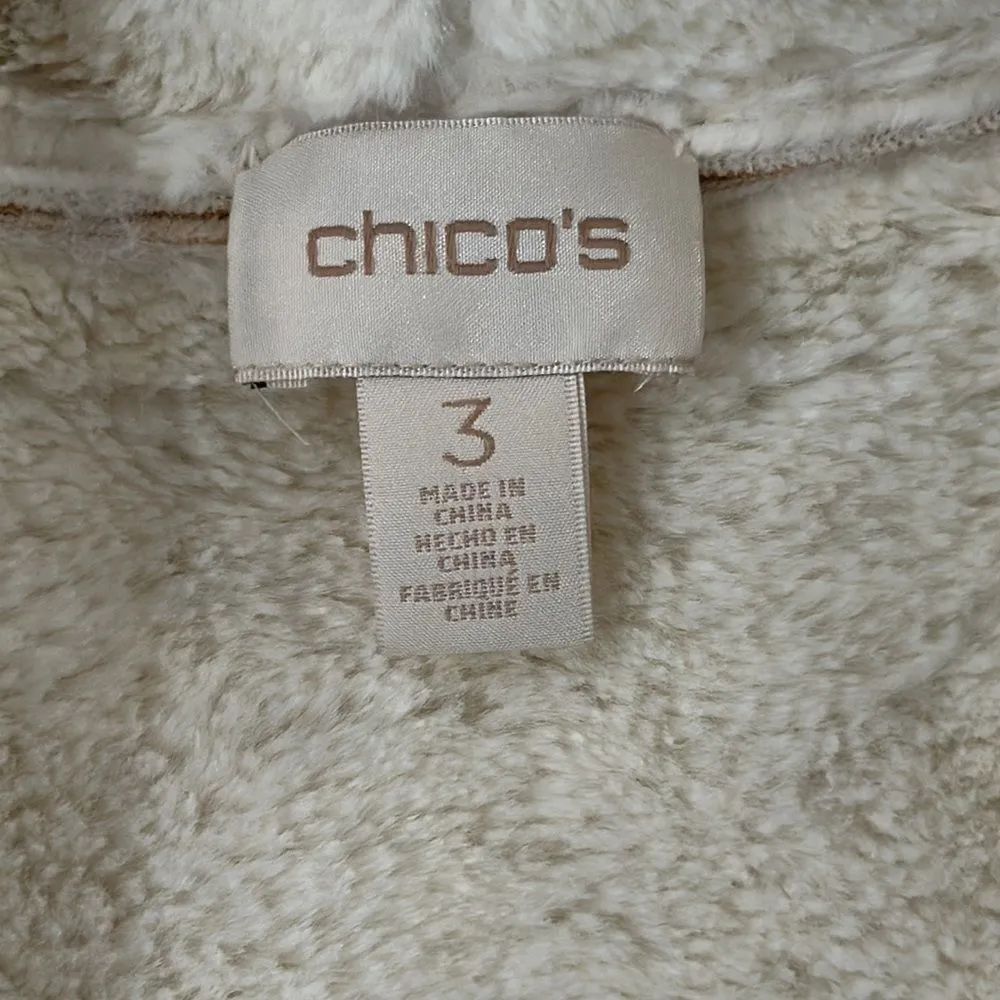 chico's
3
MADE IN
CHINA
HECHO EN
CHINA
FABRIQUÉ EN
CHINE